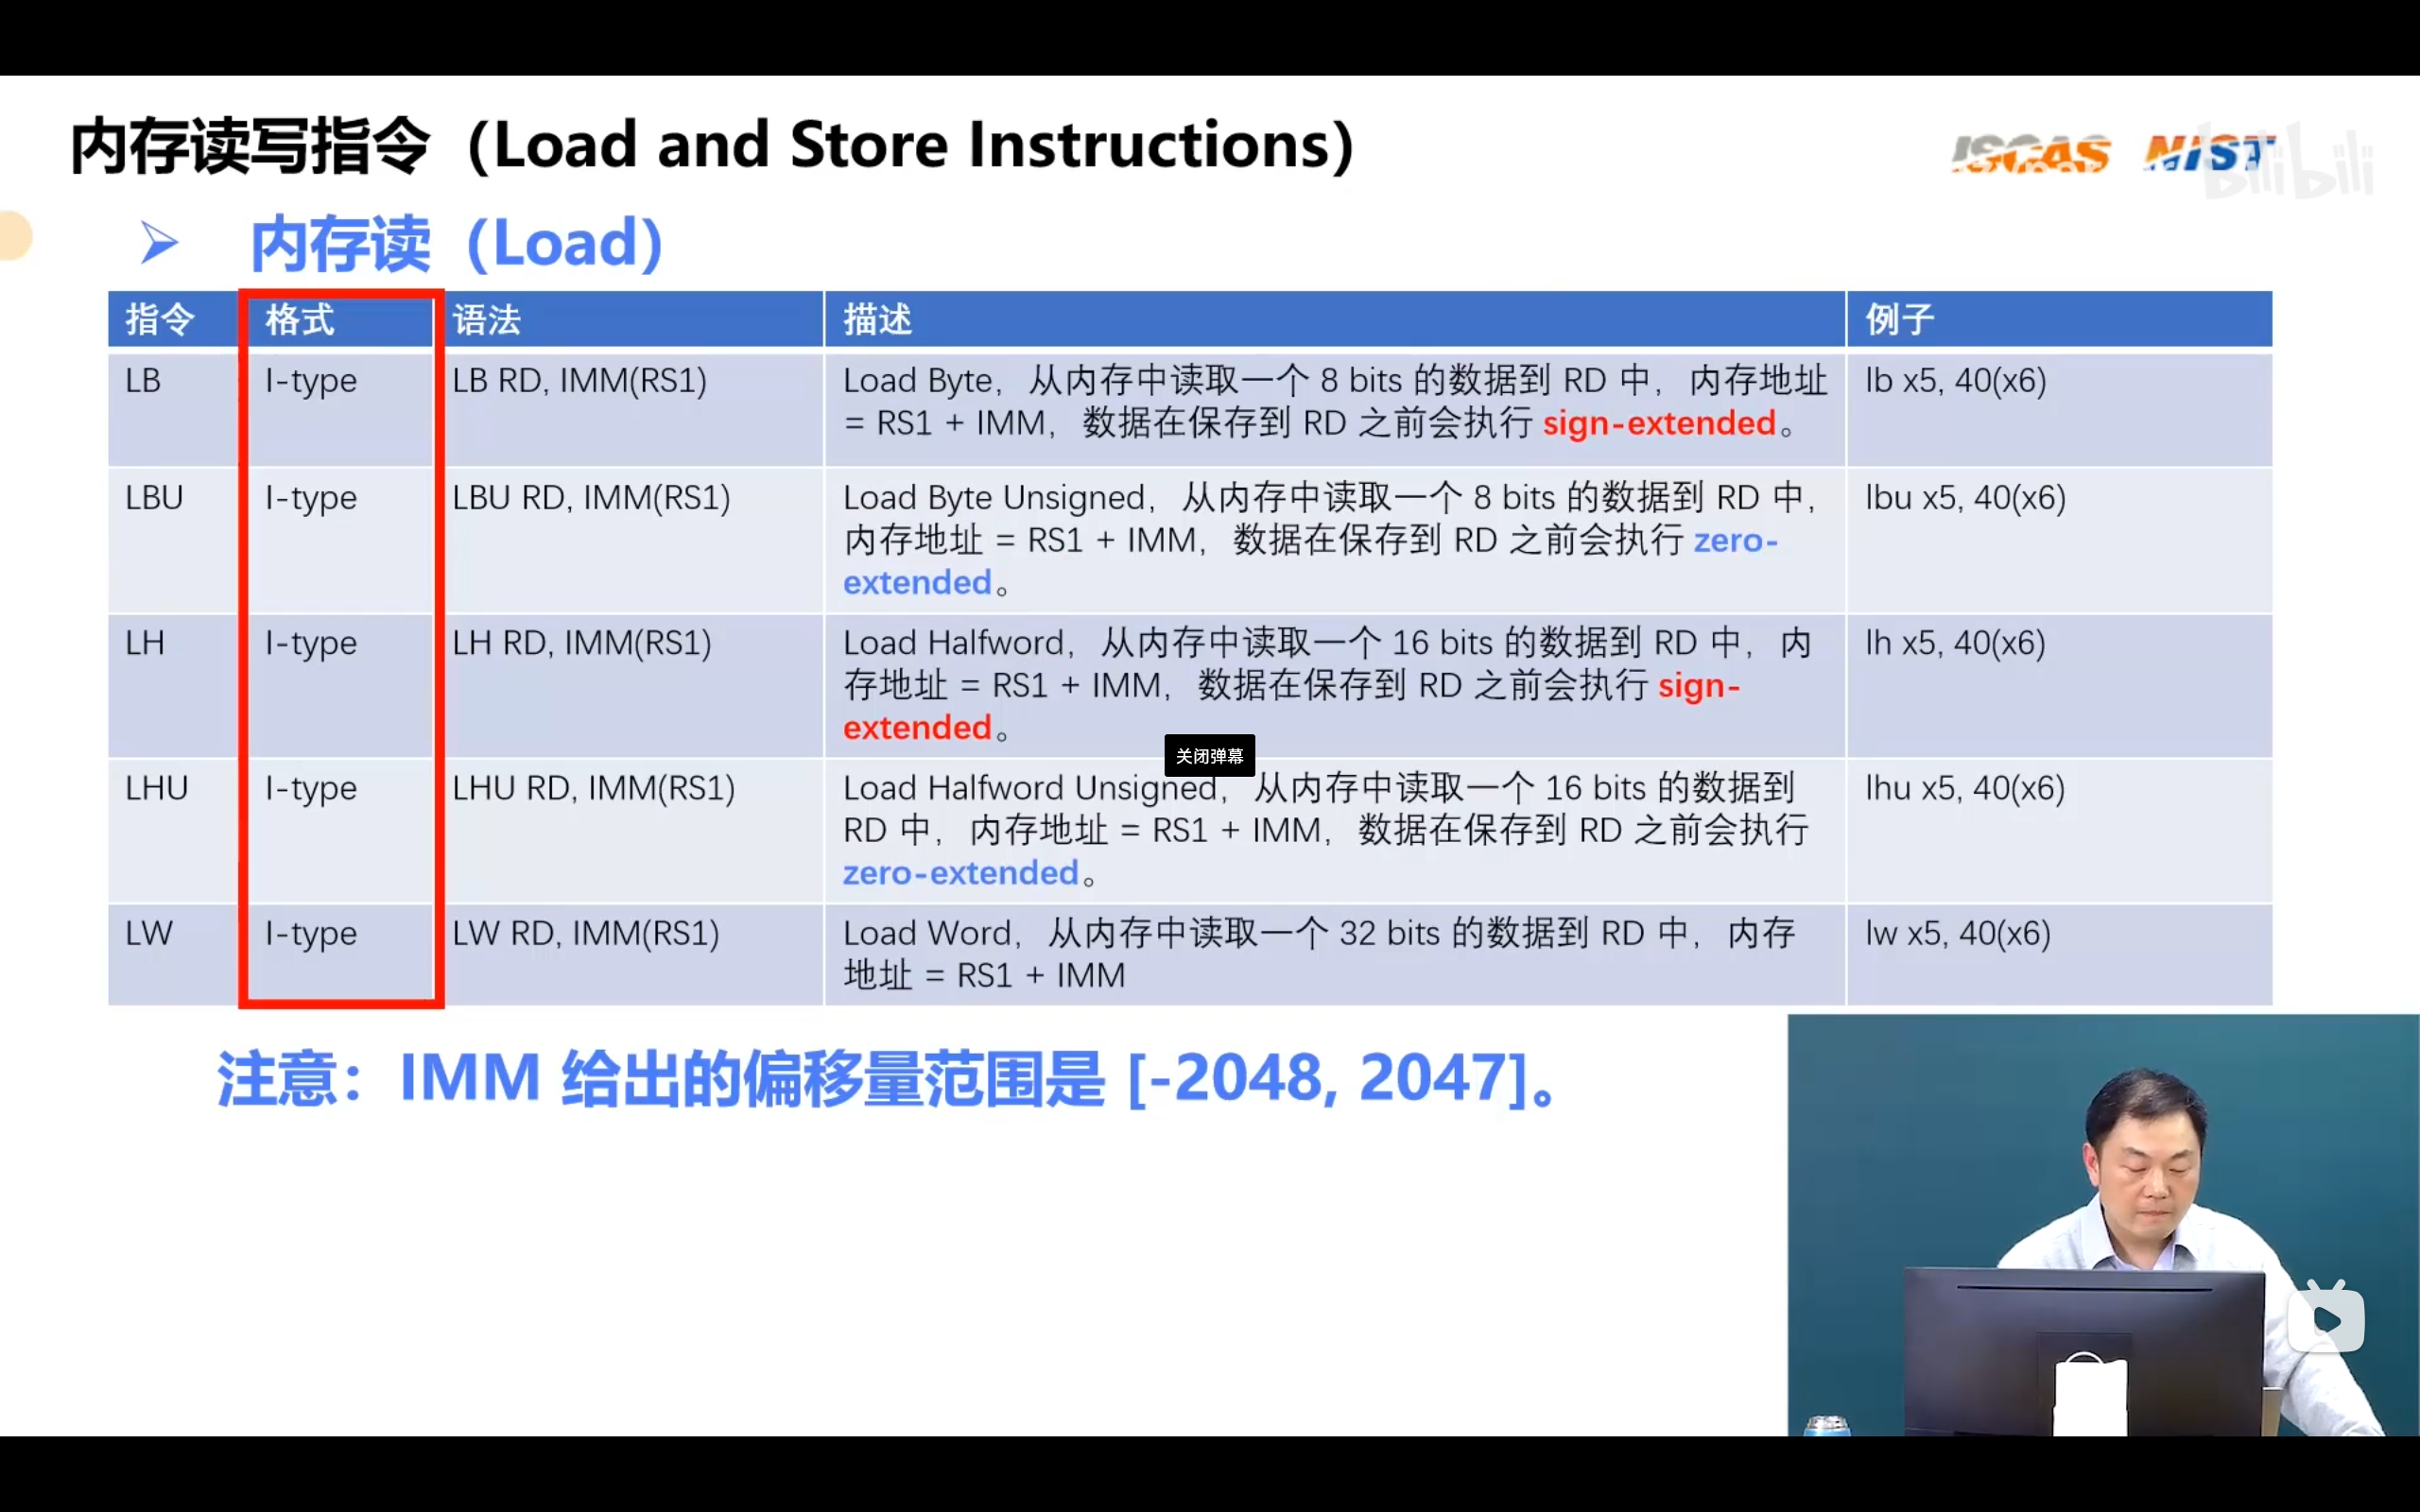 内存读写指令（Load and Store Instructions）
ISCAS NIST
bilibili
➢ 内存读（Load）
指令 格式 语法 描述 例子
LB I-type LB RD, IMM(RS1) Load Byte，从内存中读取一个 8 bits 的数据到 RD 中，内存地址 lb x5, 40(x6)
= RS1 + IMM，数据在保存到 RD 之前会执行 sign-extended。
LBU I-type LBU RD, IMM(RS1) Load Byte Unsigned，从内存中读取一个 8 bits 的数据到 RD 中， lbu x5, 40(x6)
内存地址 = RS1 + IMM，数据在保存到 RD 之前会执行 zero-
extended。
LH I-type LH RD, IMM(RS1) Load Halfword，从内存中读取一个 16 bits 的数据到 RD 中，内 lh x5, 40(x6)
存地址 = RS1 + IMM，数据在保存到 RD 之前会执行 sign-
extended。
关闭弹幕
LHU I-type LHU RD, IMM(RS1) Load Halfword Unsigned，从内存中读取一个 16 bits 的数据到 lhu x5, 40(x6)
RD 中，内存地址 = RS1 + IMM，数据在保存到 RD 之前会执行
zero-extended。
LW I-type LW RD, IMM(RS1) Load Word，从内存中读取一个 32 bits 的数据到 RD 中，内存 lw x5, 40(x6)
地址 = RS1 + IMM
注意：IMM 给出的偏移量范围是 [-2048, 2047]。